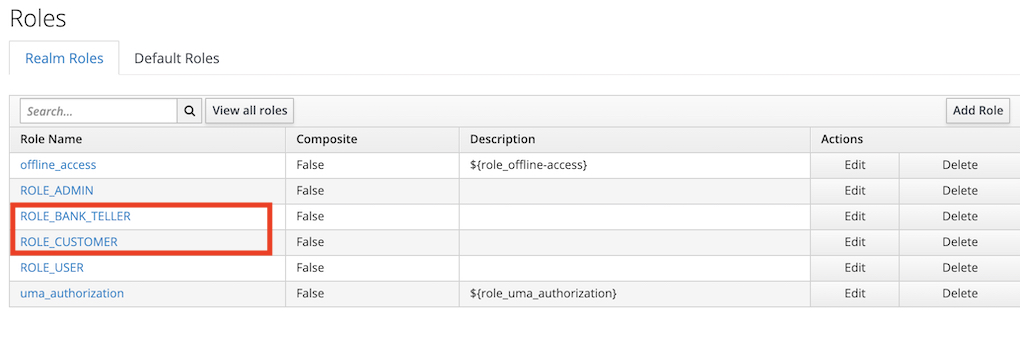 Roles
Realm Roles Default Roles
Search... View all roles Add Role
Role Name Composite Description Actions
offline_access False ${role_offline-access} Edit Delete
ROLE_ADMIN False Edit Delete
ROLE_BANK_TELLER False Edit Delete
ROLE_CUSTOMER False Edit Delete
ROLE_USER False Edit Delete
uma_authorization False ${role_uma_authorization} Edit Delete